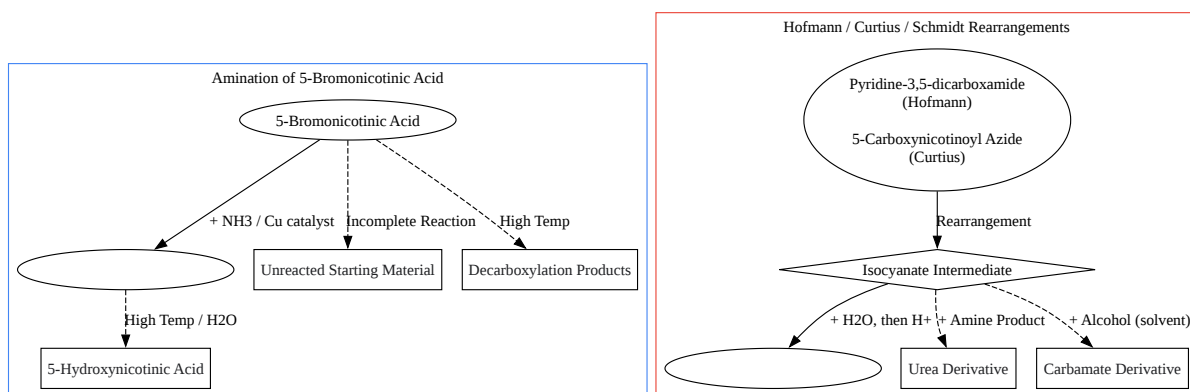 Amination of 5-Bromonicotinic Acid
5-Bromonicotinic Acid
+ NH3 / Cu catalyst
Incomplete Reaction
High Temp
Unreacted Starting Material
Decarboxylation Products
High Temp / H2O
5-Hydroxynicotinic Acid
Hofmann / Curtius / Schmidt Rearrangements
Pyridine-3,5-dicarboxamide
(Hofmann)
5-Carboxynicotinoyl Azide
(Curtius)
Rearrangement
Isocyanate Intermediate
+ H2O, then H+
+ Amine Product
+ Alcohol (solvent)
Urea Derivative
Carbamate Derivative